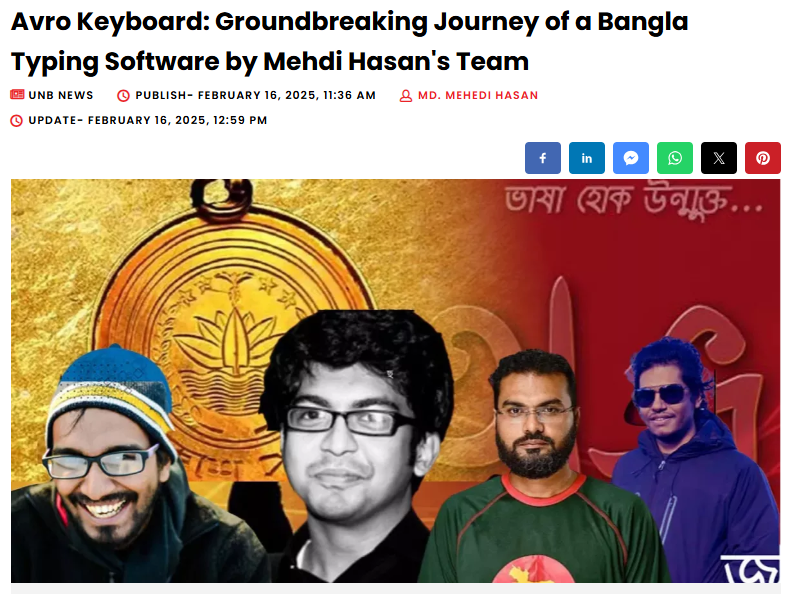 Avro Keyboard: Groundbreaking Journey of a Bangla
Typing Software by Mehdi Hasan's Team
UNB NEWS PUBLISH- FEBRUARY 16, 2025, 11:36 AM MD. MEHEDI HASAN
UPDATE- FEBRUARY 16, 2025, 12:59 PM
ভাষা হোক উন্মুক্ত...